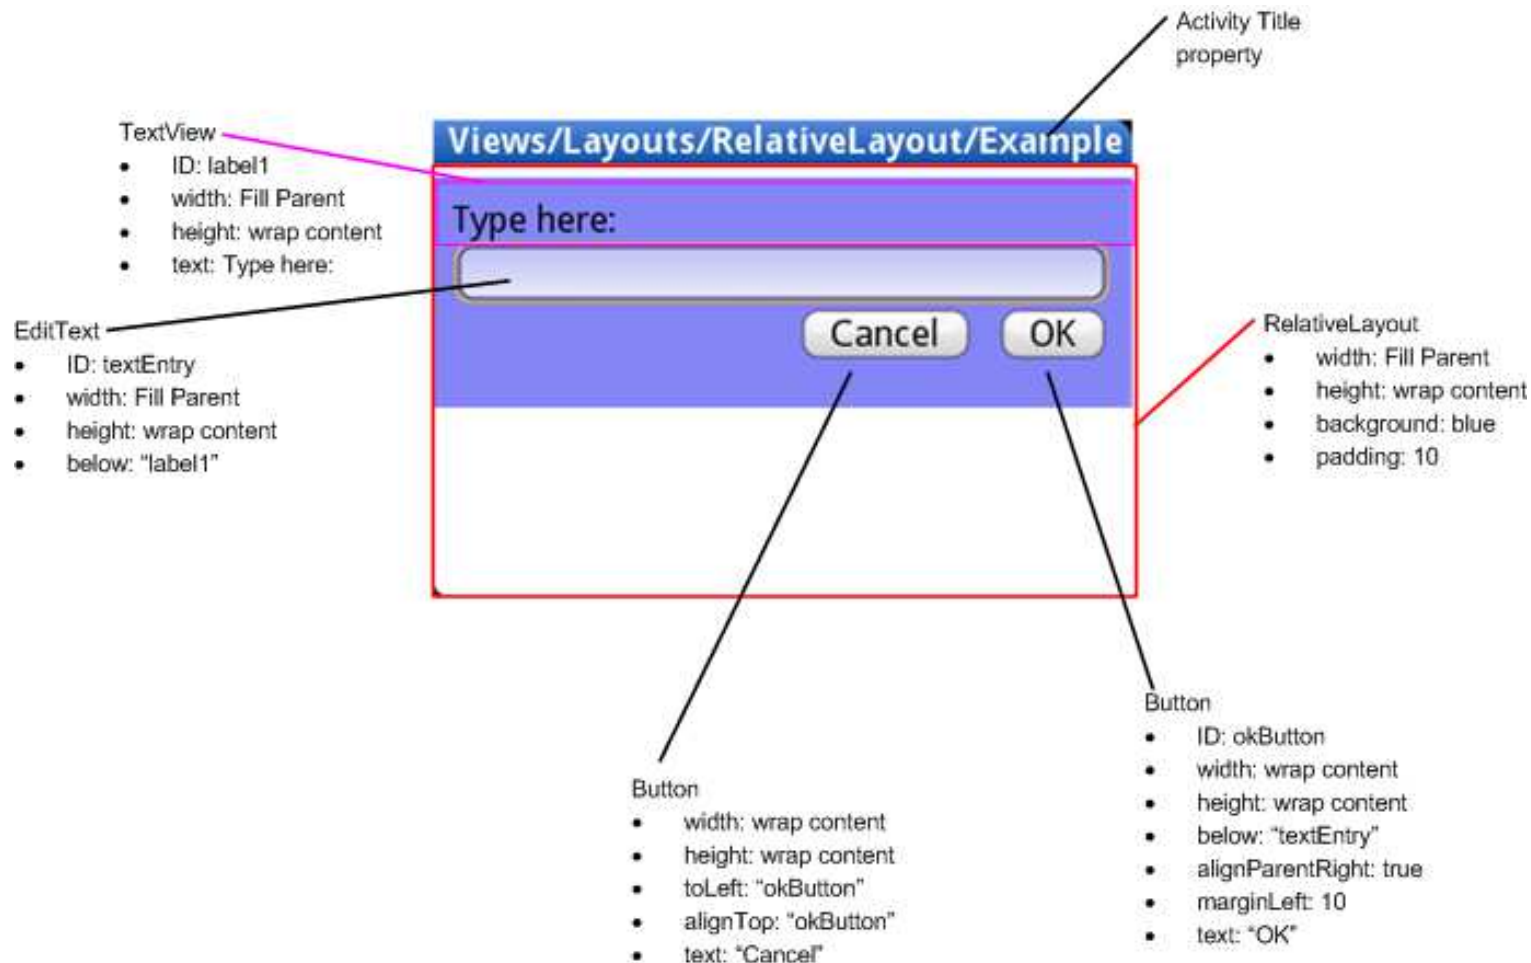 Activity Title
property
TextView
• ID: label1
• width: Fill Parent
• height: wrap content
• text: Type here:
Views/Layouts/RelativeLayout/Example
Type here:
Cancel
OK
EditText
• ID: textEntry
• width: Fill Parent
• height: wrap content
• below: “label1”
RelativeLayout
• width: Fill Parent
• height: wrap content
• background: blue
• padding: 10
Button
• width: wrap content
• height: wrap content
• toLeft: “okButton”
• alignTop: “okButton”
• text: “Cancel”
Button
• ID: okButton
• width: wrap content
• height: wrap content
• below: “textEntry”
• alignParentRight: true
• marginLeft: 10
• text: “OK”